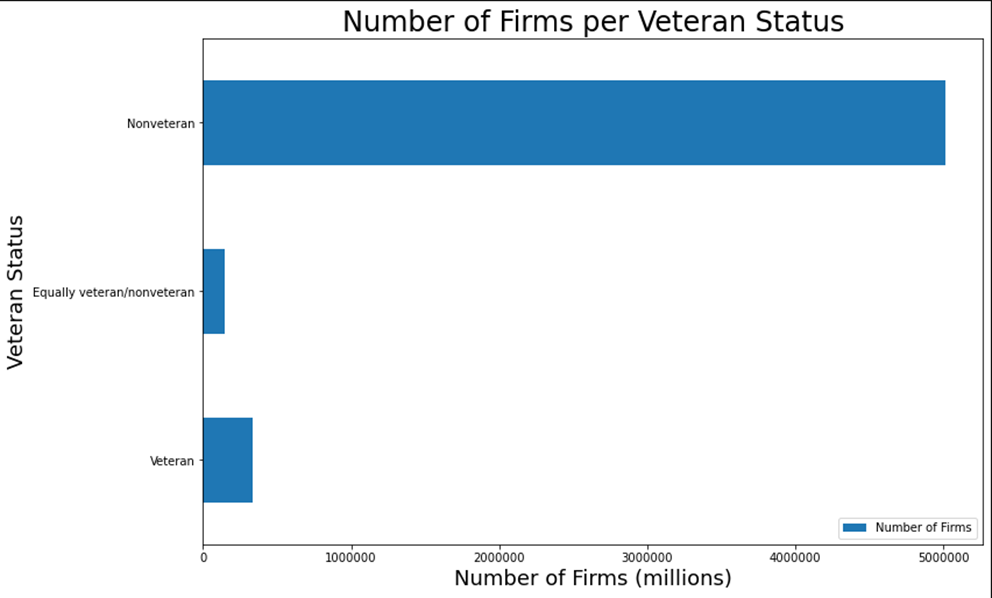 Number of Firms per Veteran Status
Veteran Status
Nonveteran
Equally veteran/nonveteran
Veteran
Number of Firms
0 1000000 2000000 3000000 4000000 5000000
Number of Firms (millions)